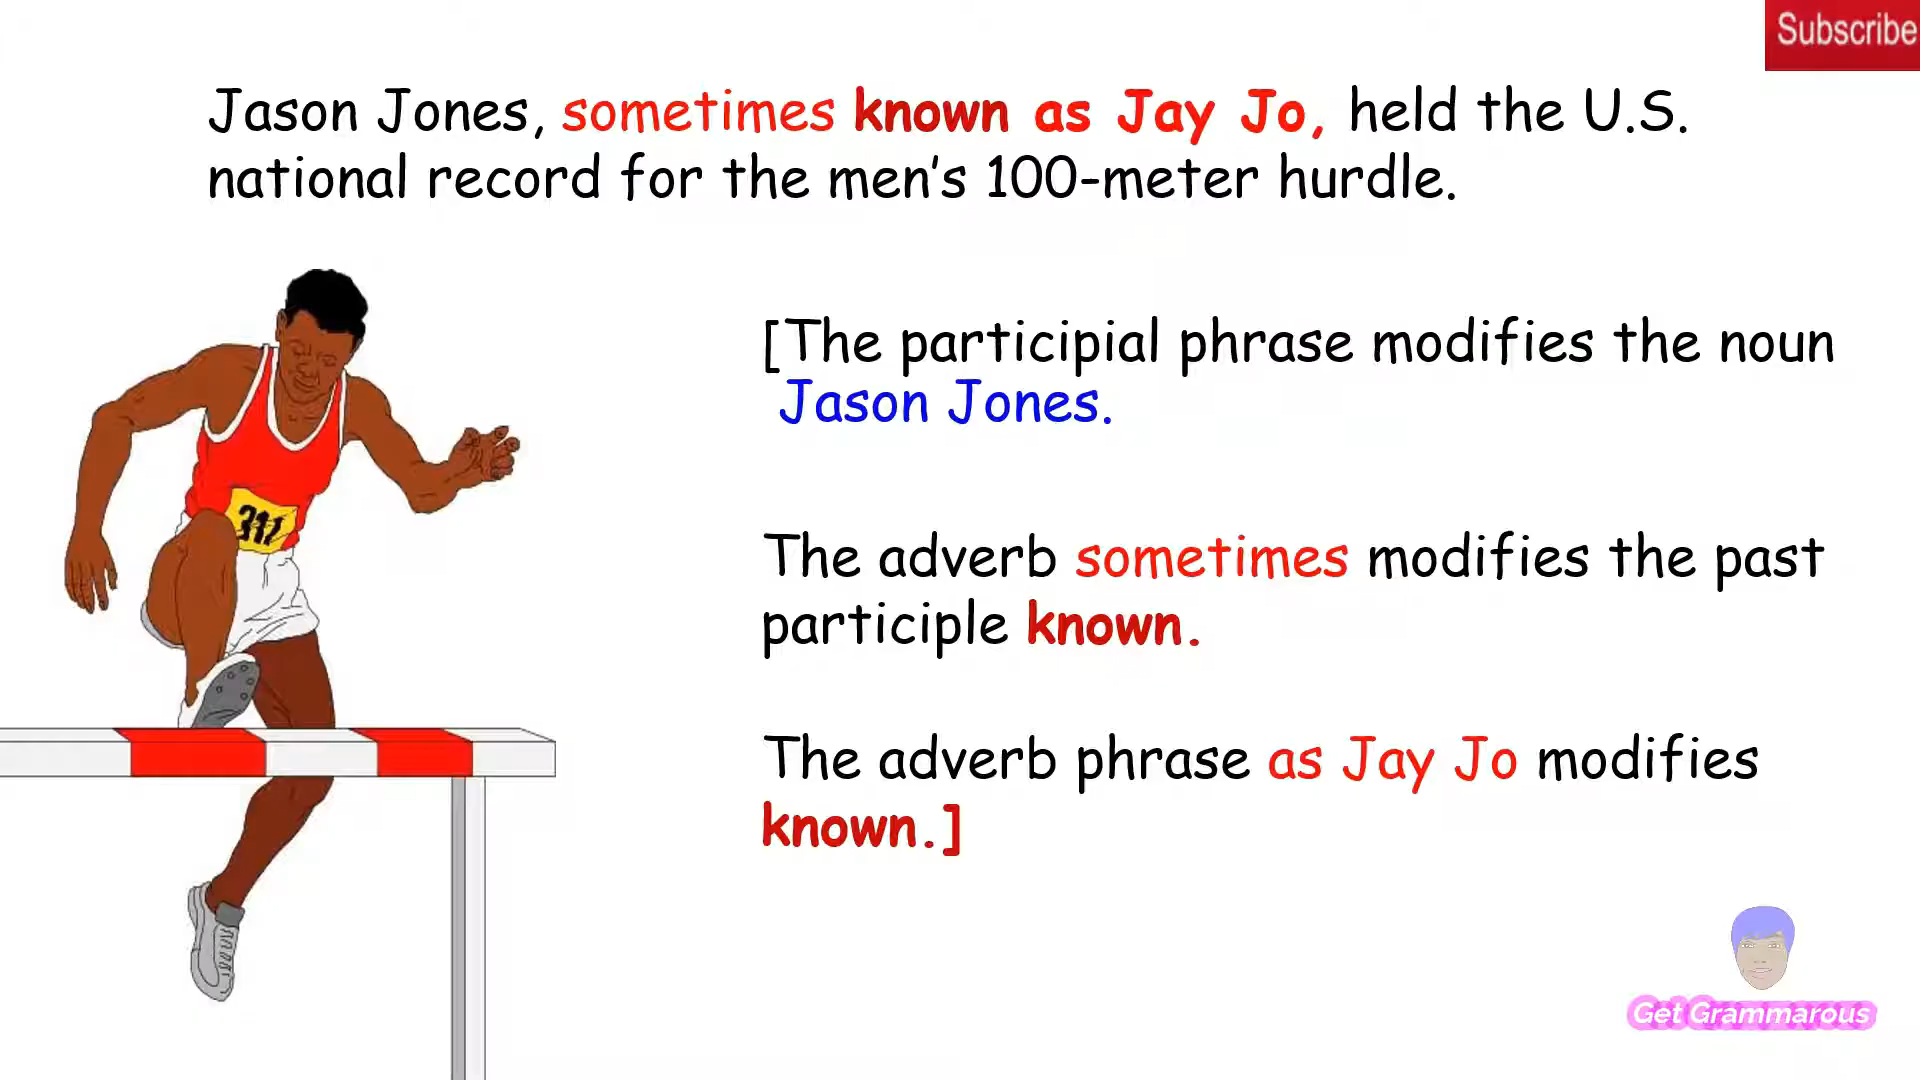 Subscribe
Jason Jones, sometimes known as Jay Jo, held the U.S.
national record for the men's 100-meter hurdle.
[The participial phrase modifies the noun
Jason Jones.
311
The adverb sometimes modifies the past
participle known.
The adverb phrase as Jay Jo modifies
known.]
Get Grammarous